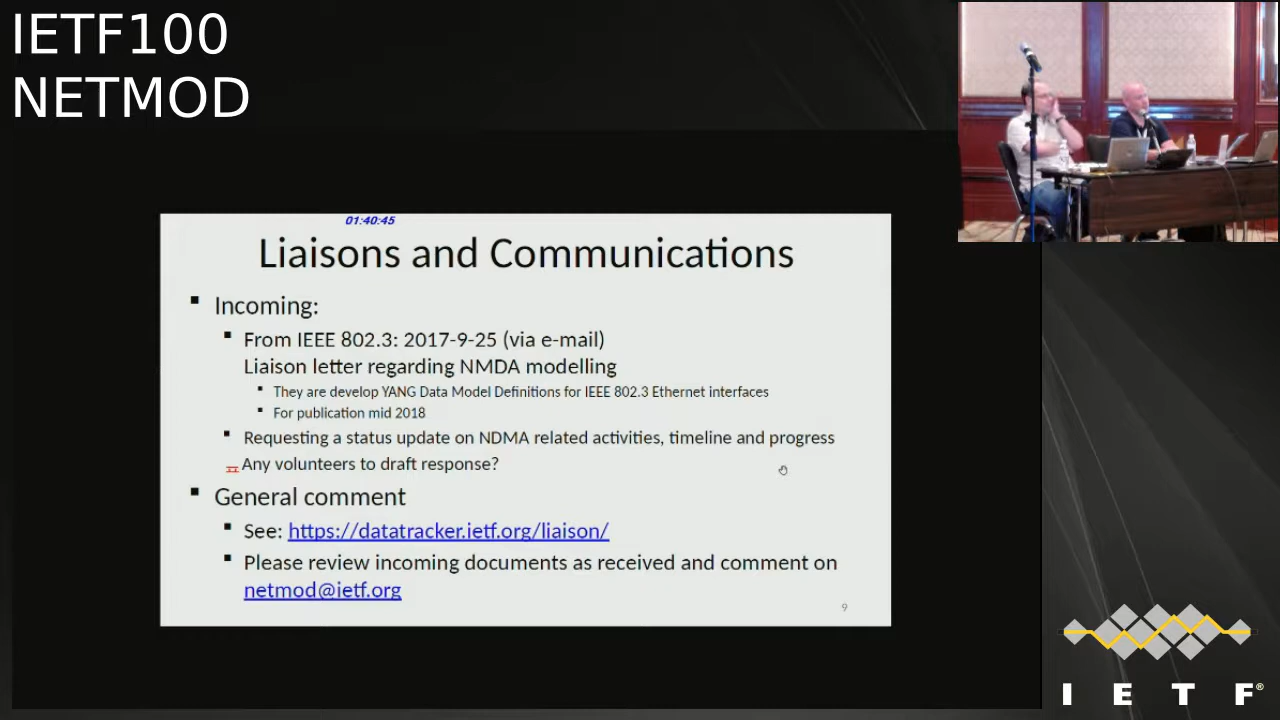 IETF100
NETMOD
01:40:45
Liaisons and Communications
Incoming:
From IEEE 802.3: 2017-9-25 (via e-mail)
Liaison letter regarding NMDA modelling
They are develop YANG Data Model Definitions for IEEE 802.3 Ethernet interfaces
For publication mid 2018
Requesting a status update on NDMA related activities, timeline and progress
Any volunteers to draft response?
General comment
See: https://datatracker.ietf.org/liaison/
Please review incoming documents as received and comment on
netmod@ietf.org
9
I E T F®